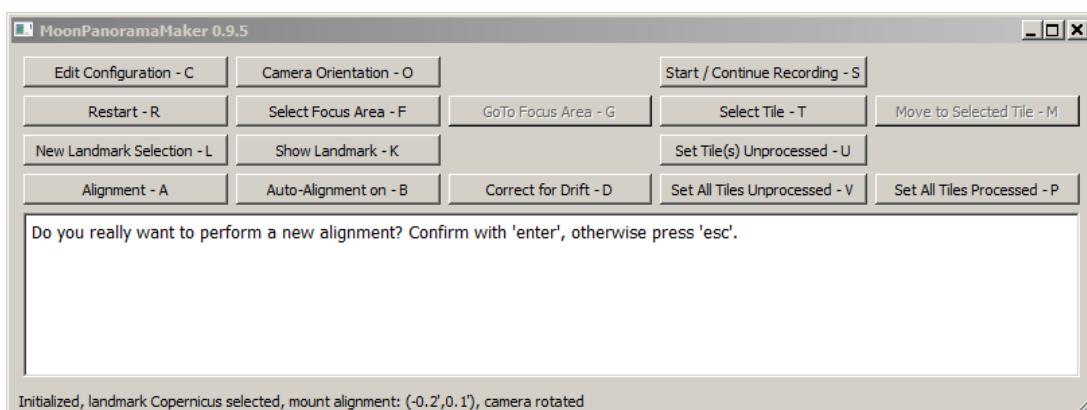 MoonPanoramaMaker 0.9.5
Edit Configuration - C Camera Orientation - O Start / Continue Recording - S
Restart - R Select Focus Area - F GoTo Focus Area - G Select Tile - T Move to Selected Tile - M
New Landmark Selection - L Show Landmark - K Set Tile(s) Unprocessed - U
Alignment - A Auto-Alignment on - B Correct for Drift - D Set All Tiles Unprocessed - V Set All Tiles Processed - P
Do you really want to perform a new alignment? Confirm with 'enter', otherwise press 'esc'.
Initialized, landmark Copernicus selected, mount alignment: (-0.2',0.1'), camera rotated